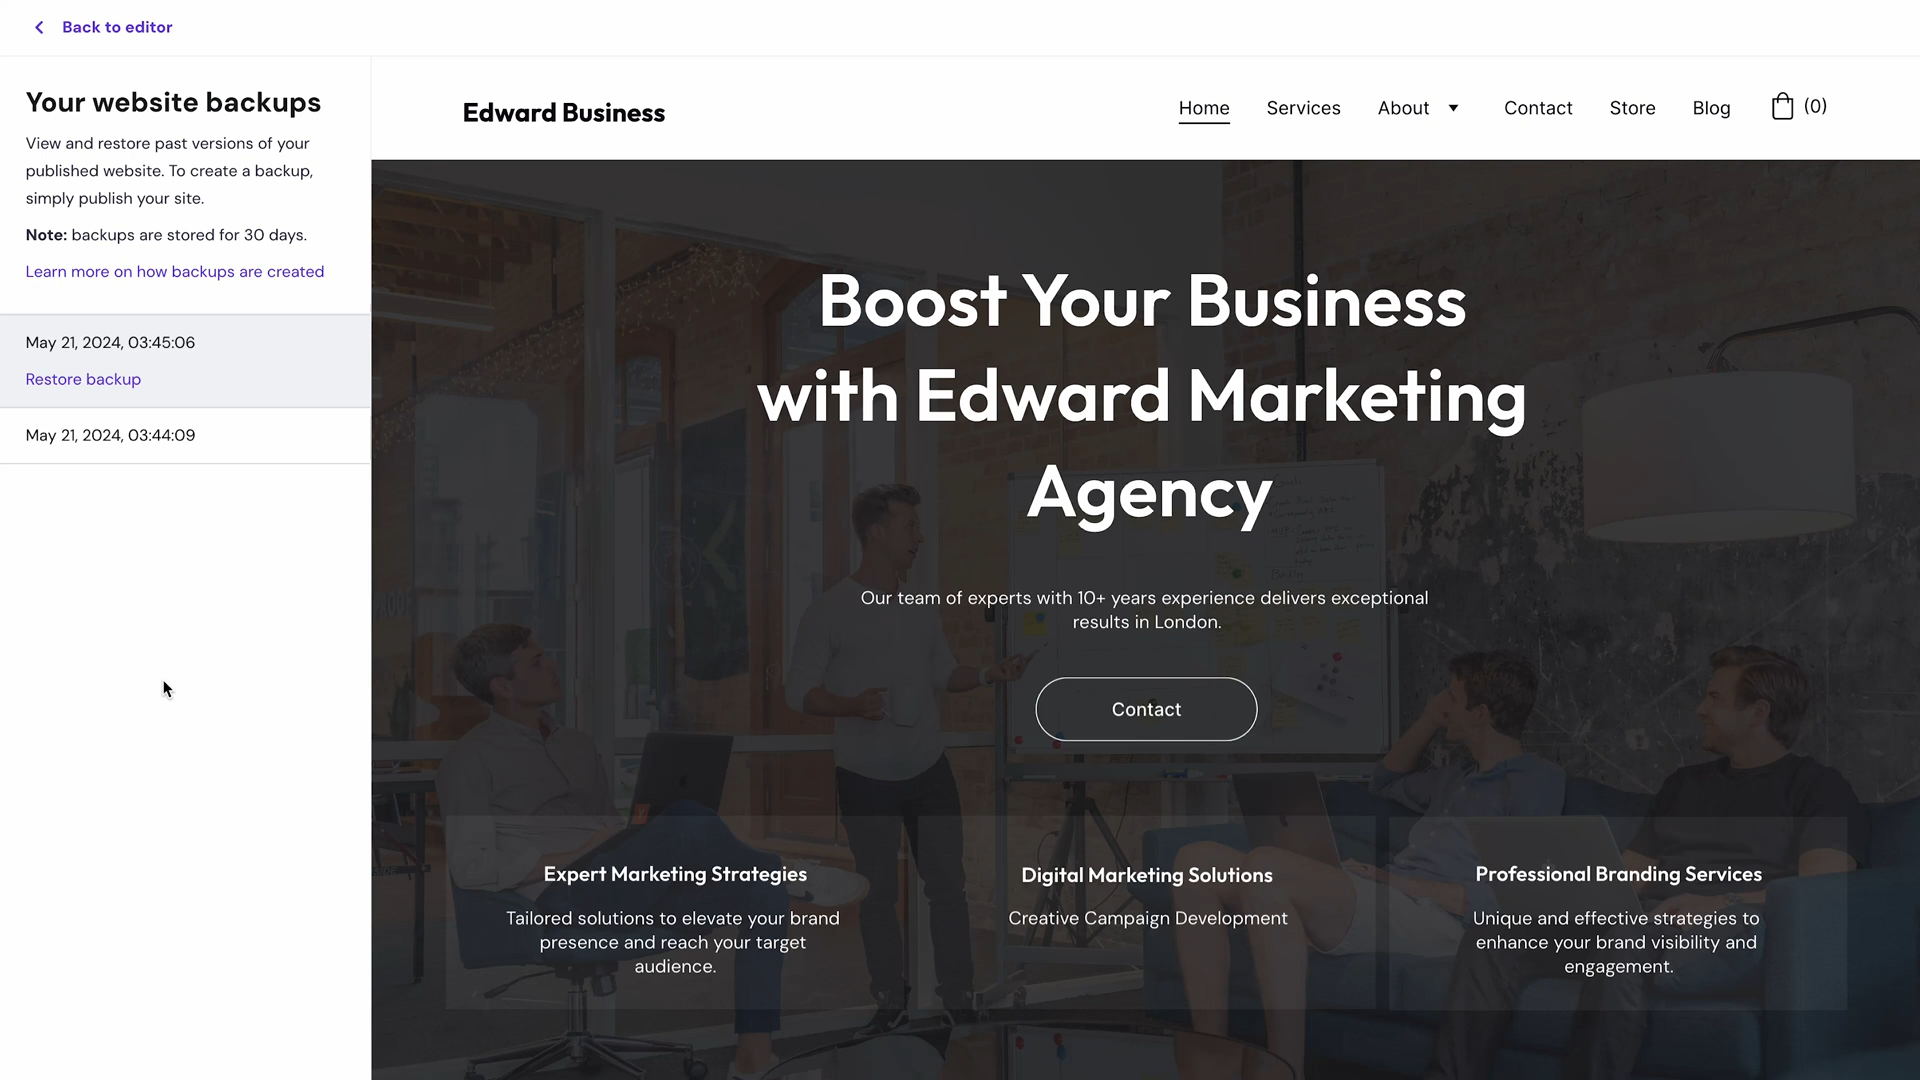 Back to editor
Your website backups
View and restore past versions of your
published website. To create a backup,
simply publish your site.
Note: backups are stored for 30 days.
Learn more on how backups are created
May 21, 2024, 03:45:06
Restore backup
May 21, 2024, 03:44:09
Edward Business
Home Services About Contact Store Blog (0)
Boost Your Business
with Edward Marketing
Agency
Our team of experts with 10+ years experience delivers exceptional
results in London.
Contact
Expert Marketing Strategies
Tailored solutions to elevate your brand
presence and reach your target
audience.
Digital Marketing Solutions
Creative Campaign Development
Professional Branding Services
Unique and effective strategies to
enhance your brand visibility and
engagement.